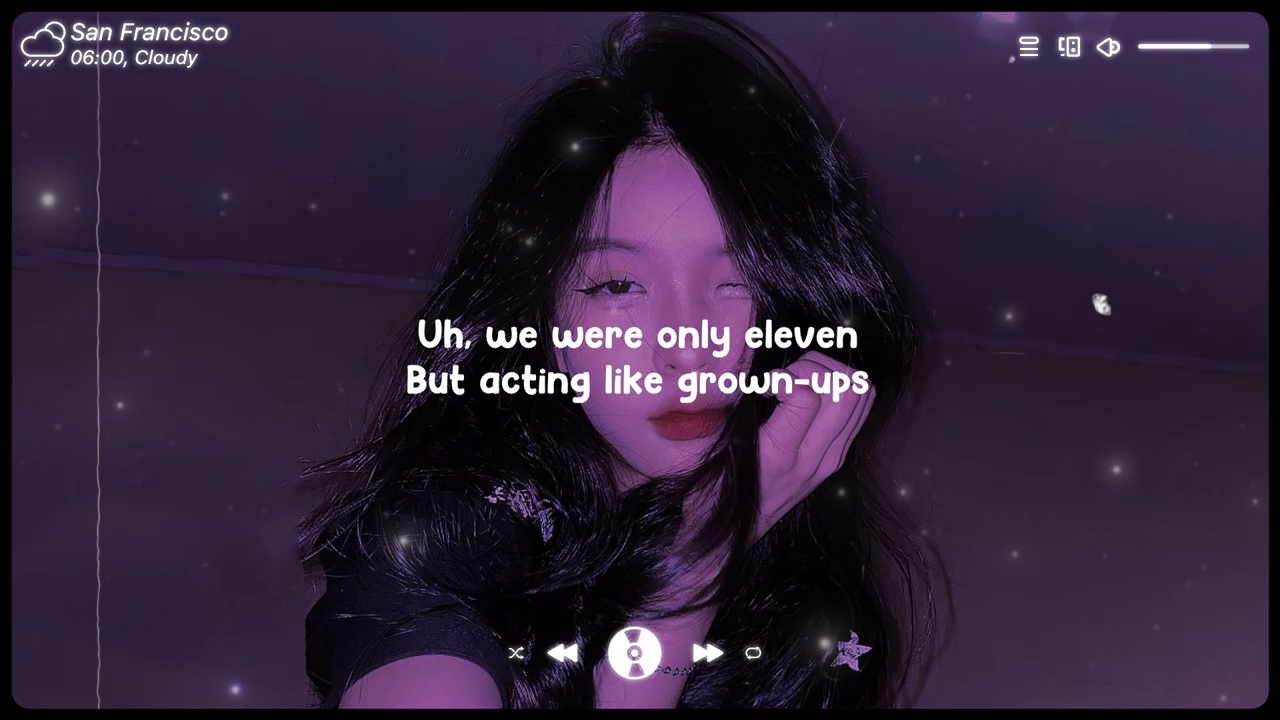 San Francisco
06:00, Cloudy
Uh, we were only eleven
But acting like grown-ups